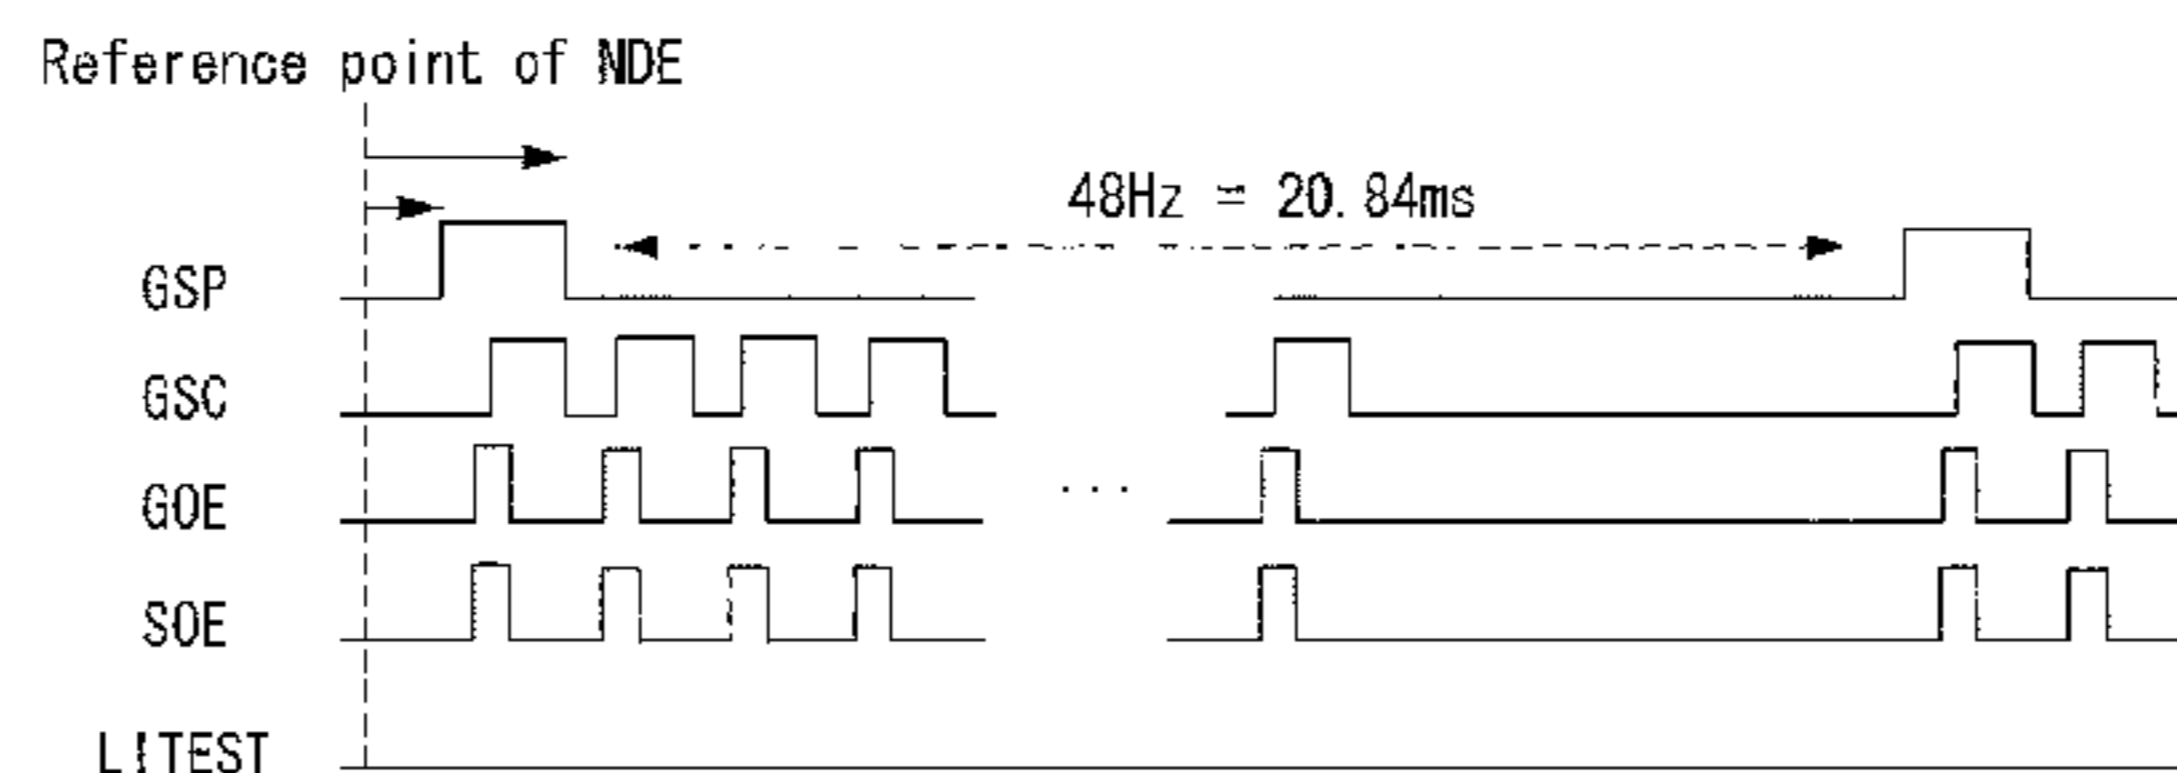 Reference point of NDE
48Hz = 20.84ms
GSP
GSC
GOE
...
SOE
LITEST